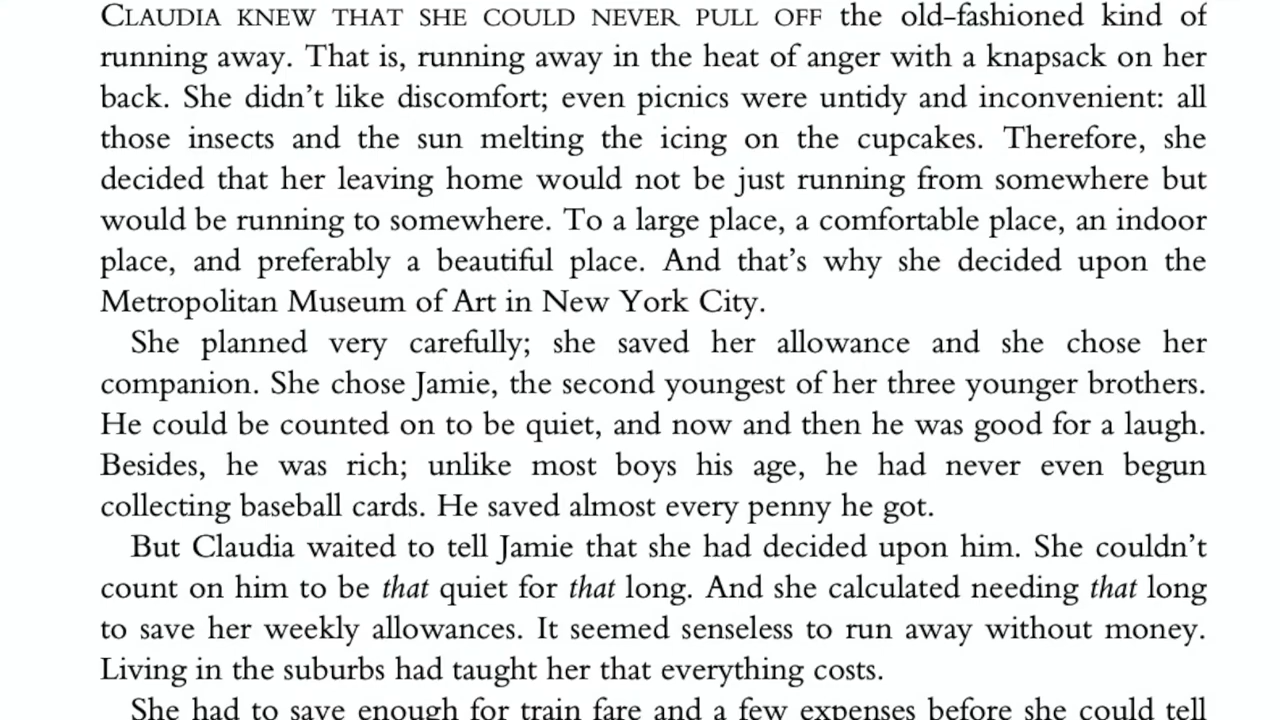 CLAUDIA KNEW THAT SHE COULD NEVER PULL OFF the old-fashioned kind of
running away. That is, running away in the heat of anger with a knapsack on her
back. She didn’t like discomfort; even picnics were untidy and inconvenient: all
those insects and the sun melting the icing on the cupcakes. Therefore, she
decided that her leaving home would not be just running from somewhere but
would be running to somewhere. To a large place, a comfortable place, an indoor
place, and preferably a beautiful place. And that’s why she decided upon the
Metropolitan Museum of Art in New York City.
She planned very carefully; she saved her allowance and she chose her
companion. She chose Jamie, the second youngest of her three younger brothers.
He could be counted on to be quiet, and now and then he was good for a laugh.
Besides, he was rich; unlike most boys his age, he had never even begun
collecting baseball cards. He saved almost every penny he got.
But Claudia waited to tell Jamie that she had decided upon him. She couldn’t
count on him to be that quiet for that long. And she calculated needing that long
to save her weekly allowances. It seemed senseless to run away without money.
Living in the suburbs had taught her that everything costs.
She had to save enough for train fare and a few expenses before she could tell